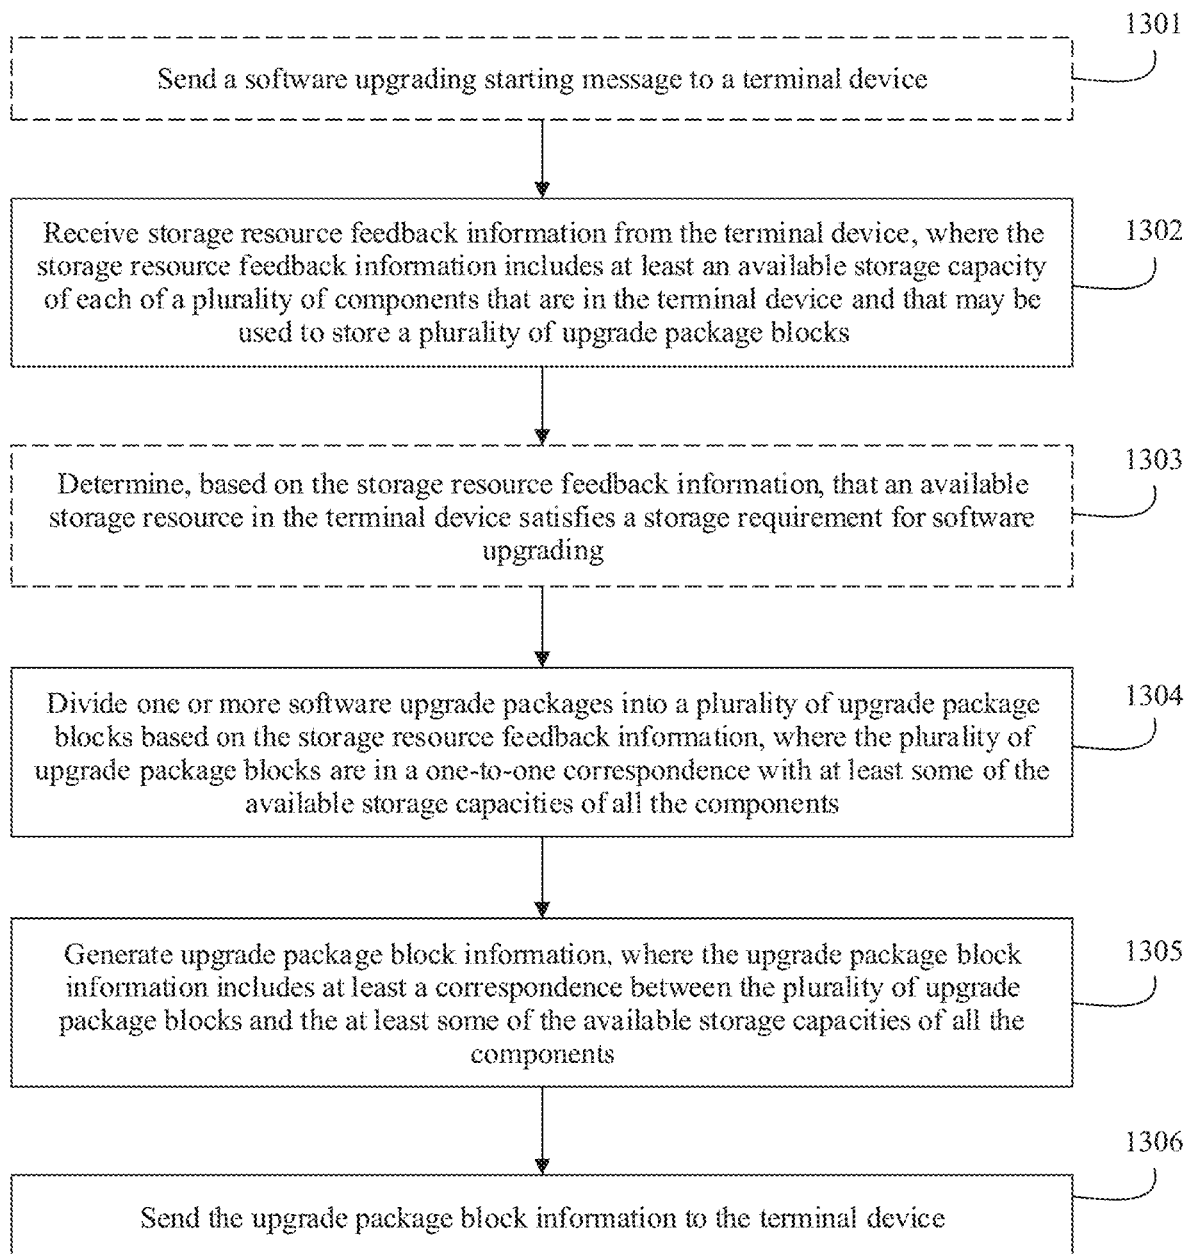 1301
Send a software upgrading starting message to a terminal device
1302
Receive storage resource feedback information from the terminal device, where the
storage resource feedback information includes at least an available storage capacity
of each of a plurality of components that are in the terminal device and that may be
used to store a plurality of upgrade package blocks
1303
Determine, based on the storage resource feedback information, that an available
storage resource in the terminal device satisfies a storage requirement for software
upgrading
1304
Divide one or more software upgrade packages into a plurality of upgrade package
blocks based on the storage resource feedback information, where the plurality of
upgrade package blocks are in a one-to-one correspondence with at least some of the
available storage capacities of all the components
1305
Generate upgrade package block information, where the upgrade package block
information includes at least a correspondence between the plurality of upgrade
package blocks and the at least some of the available storage capacities of all the
components
1306
Send the upgrade package block information to the terminal device